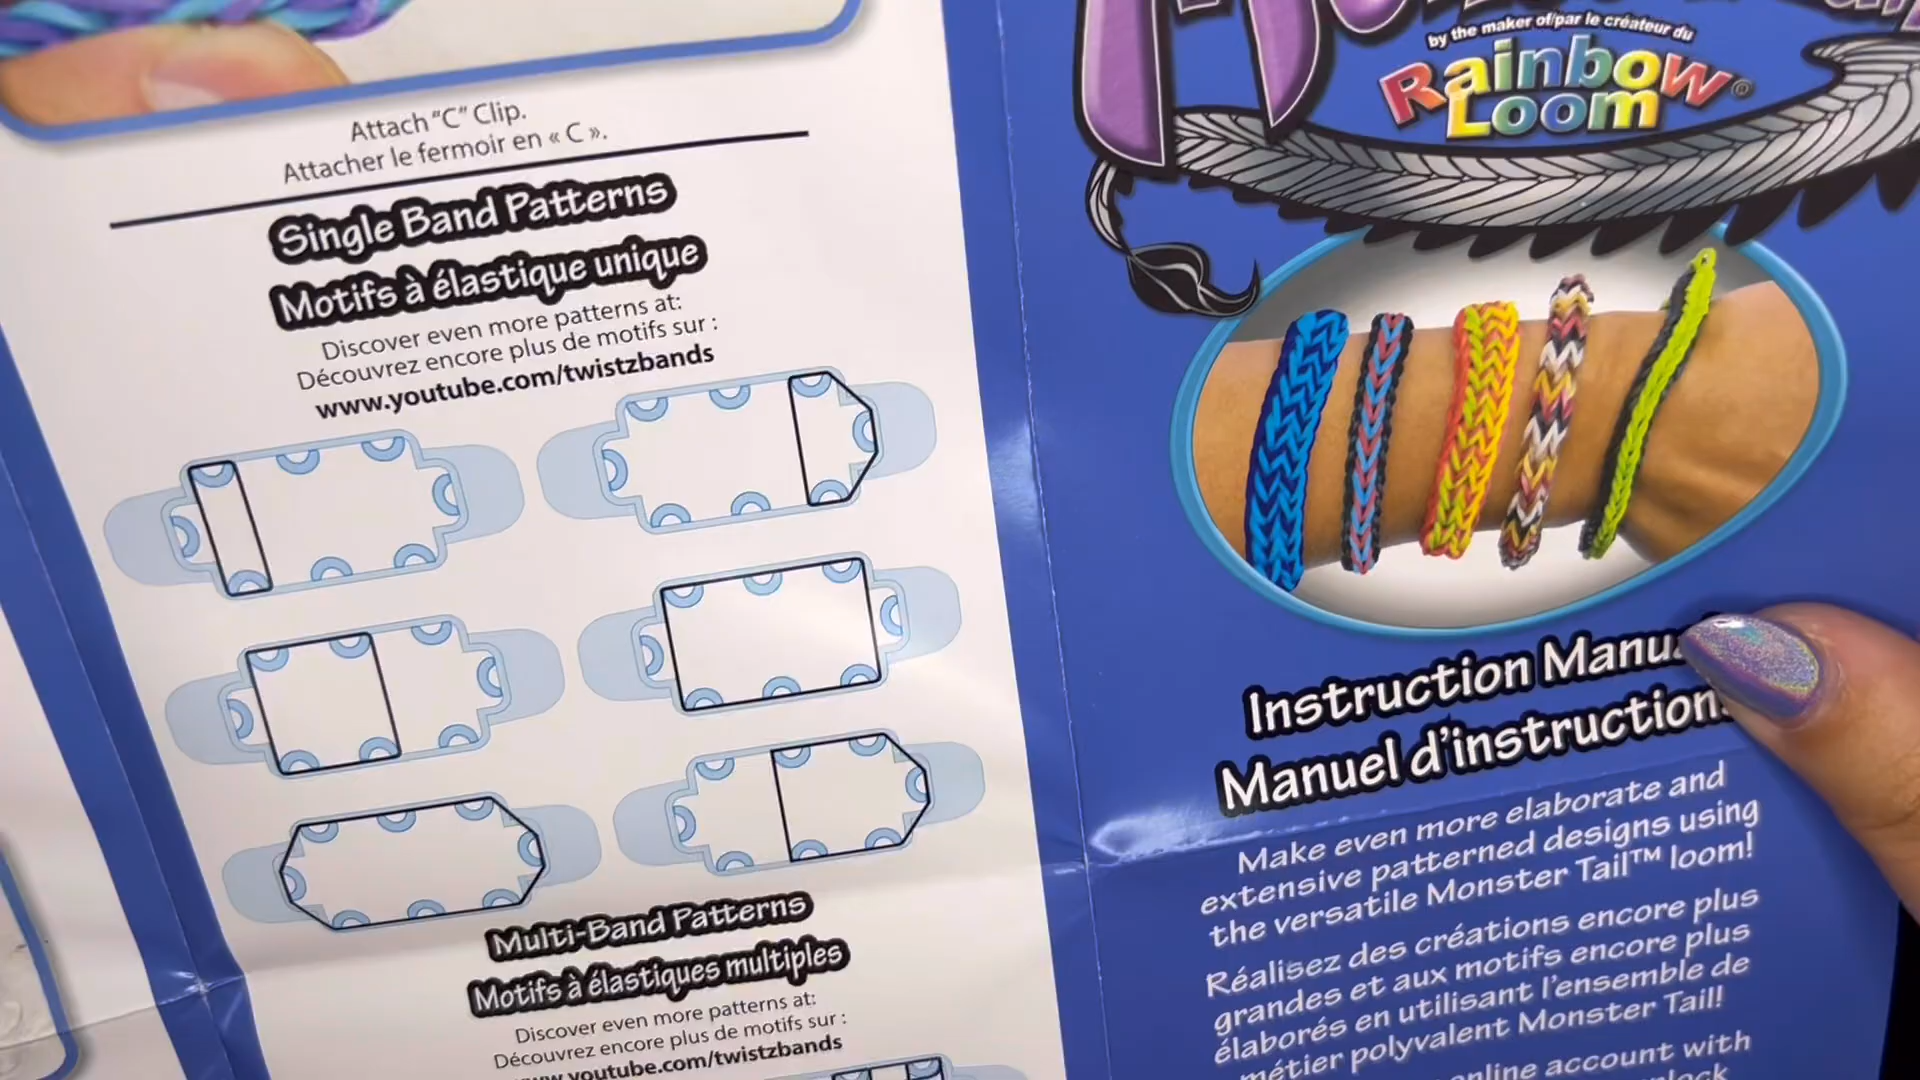 Attach "C" Clip.
Attacher le fermoir en « C ».
Single Band Patterns
Motifs à élastique unique
Discover even more patterns at:
Découvrez encore plus de motifs sur :
www.youtube.com/twistzbands
Multi-Band Patterns
Motifs à élastiques multiples
Discover even more patterns at:
Découvrez encore plus de motifs sur :
www.youtube.com/twistzbands
by the maker of/par le créateur du
Rainbow
Loom®
Instruction
Manuel d'instruction
Make even more elaborate and
extensive patterned designs using
the versatile Monster Tail™ loom!
Réalisez des créations encore plus
grandes et aux motifs encore plus
élaborés en utilisant l'ensemble de
métier polyvalent Monster Tail!
online account with